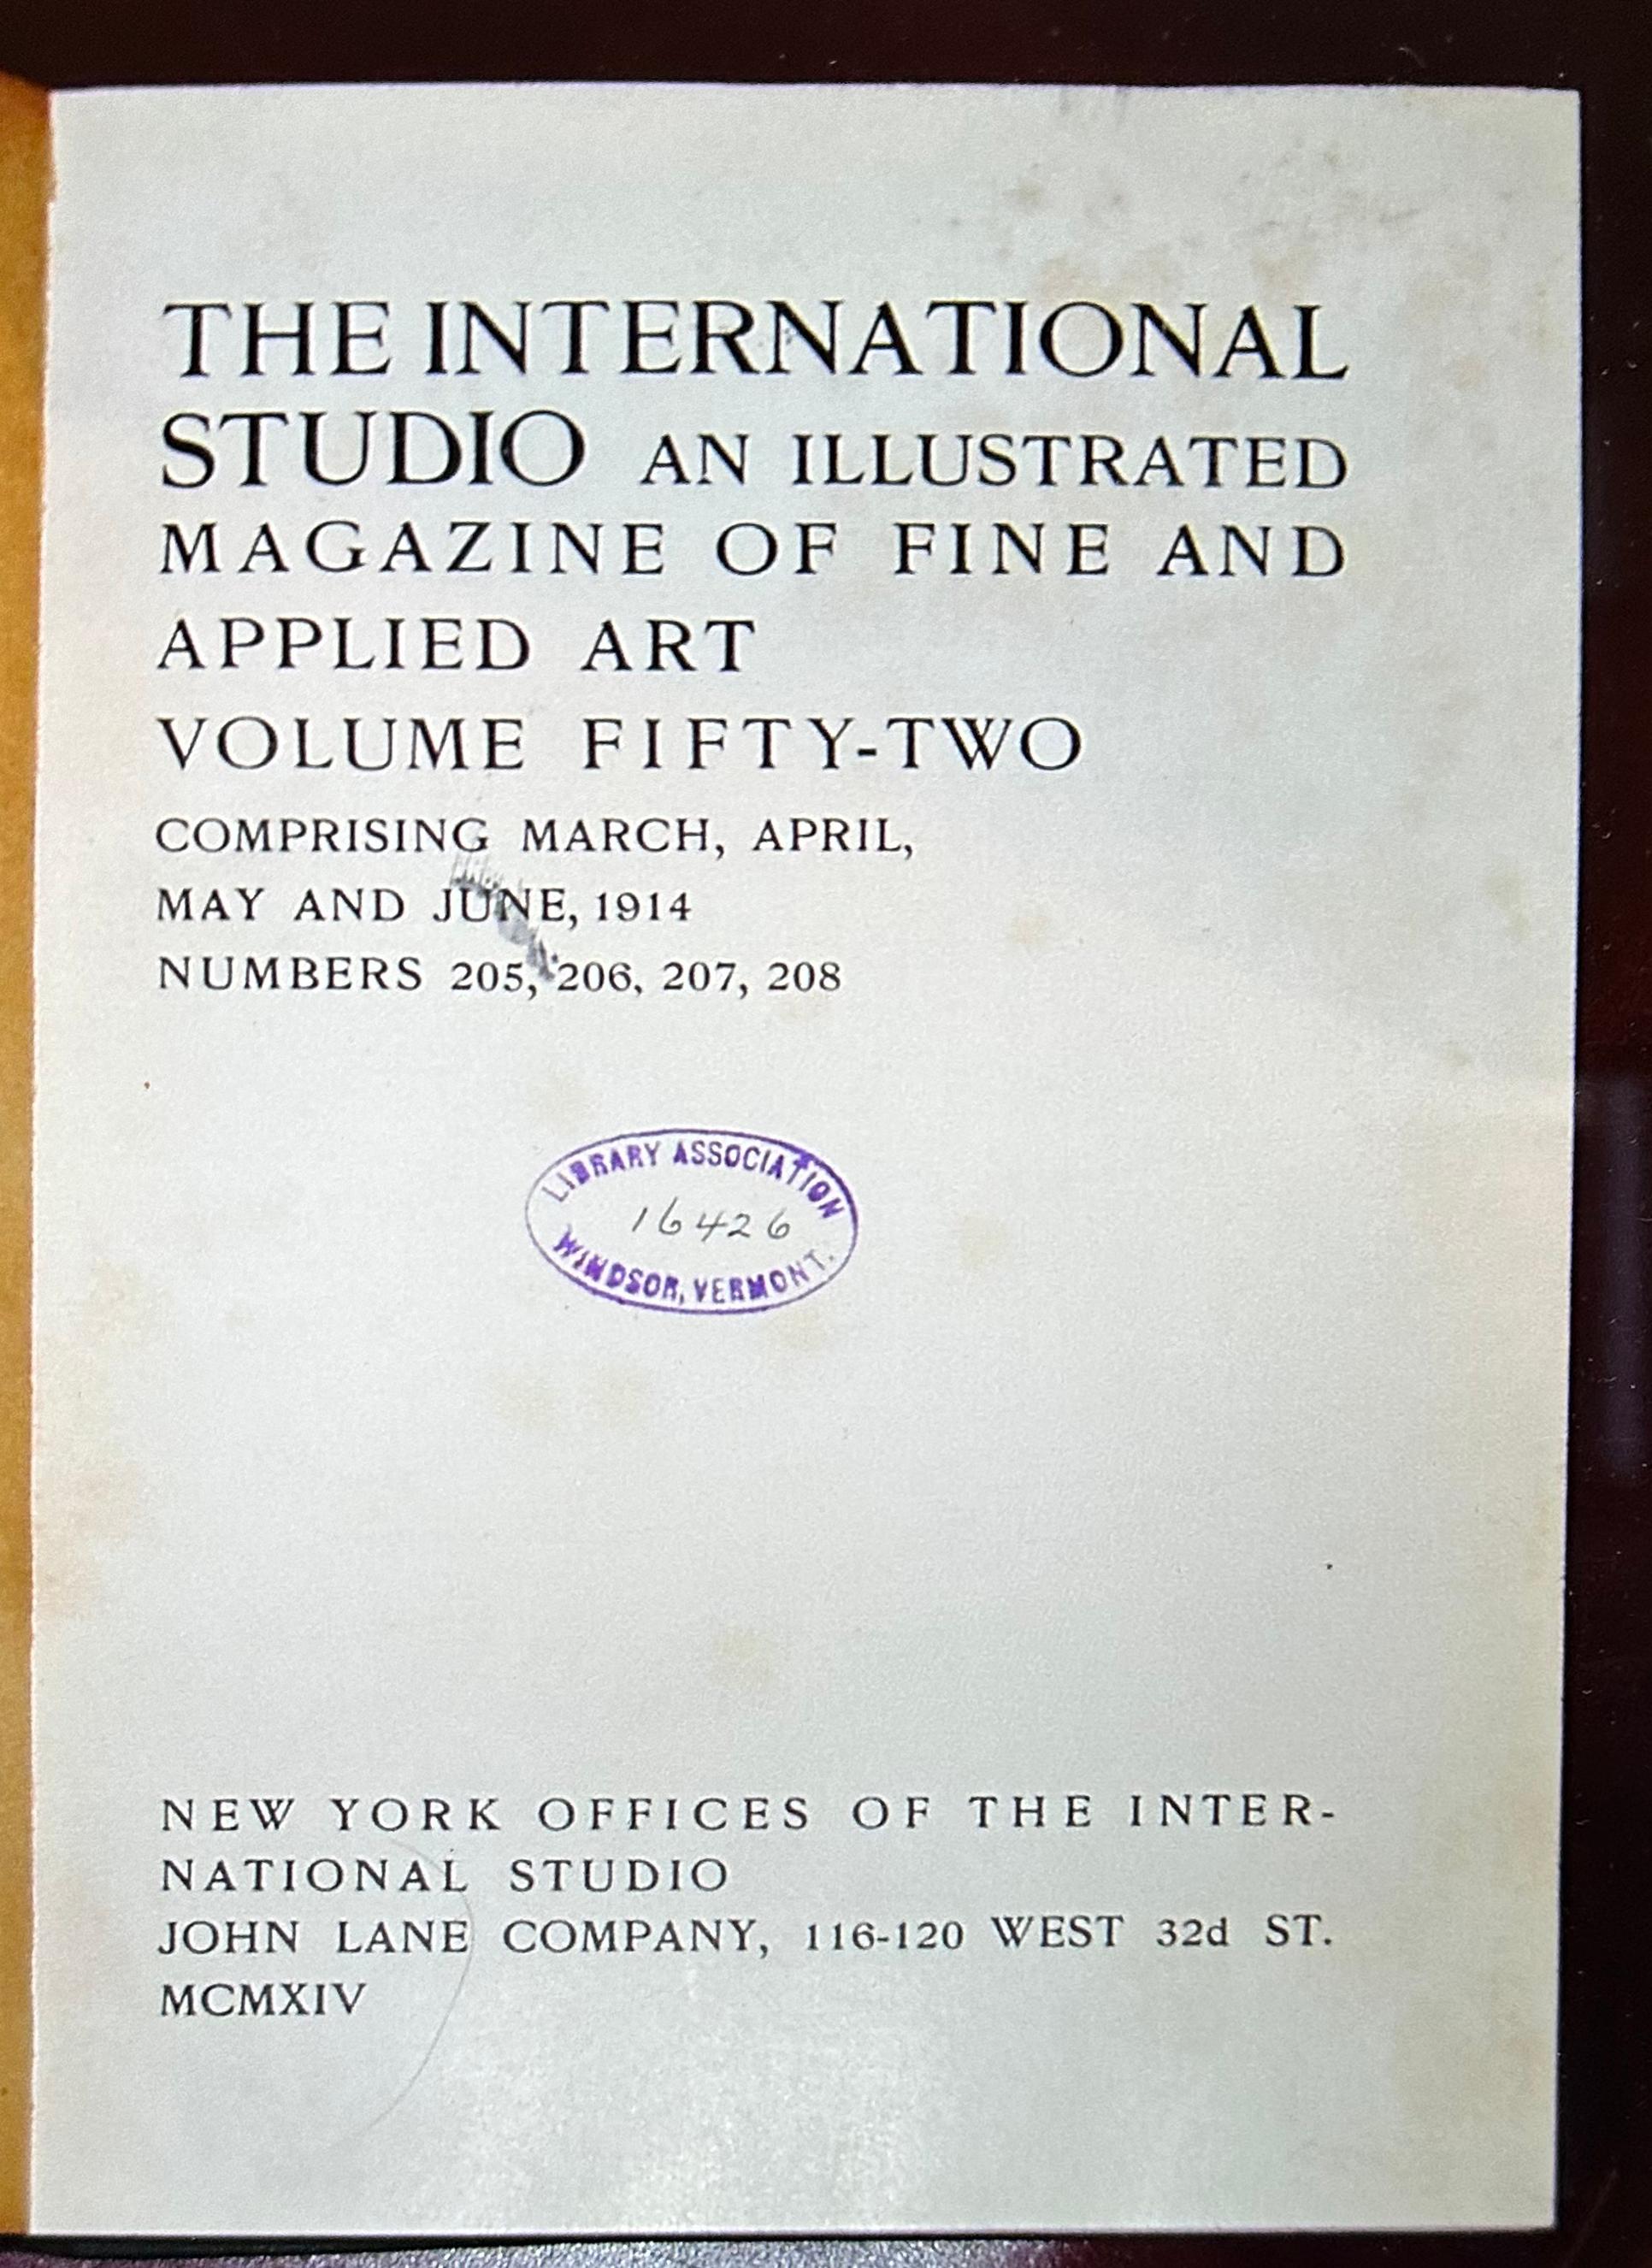 THE INTERNATIONAL
STUDIO AN ILLUSTRATED
MAGAZINE OF FINE AND
APPLIED ART
VOLUME FIFTY-TWO
COMPRISING MARCH, APRIL,
MAY AND JUNE, 1914
NUMBERS 205, 206, 207, 208
LIBRARY ASSOCIATION
16426
WINDSOR, VERMONT.
NEW YORK OFFICES OF THE INTER-
NATIONAL STUDIO
JOHN LANE COMPANY, 116-120 WEST 32d ST.
MCMXIV